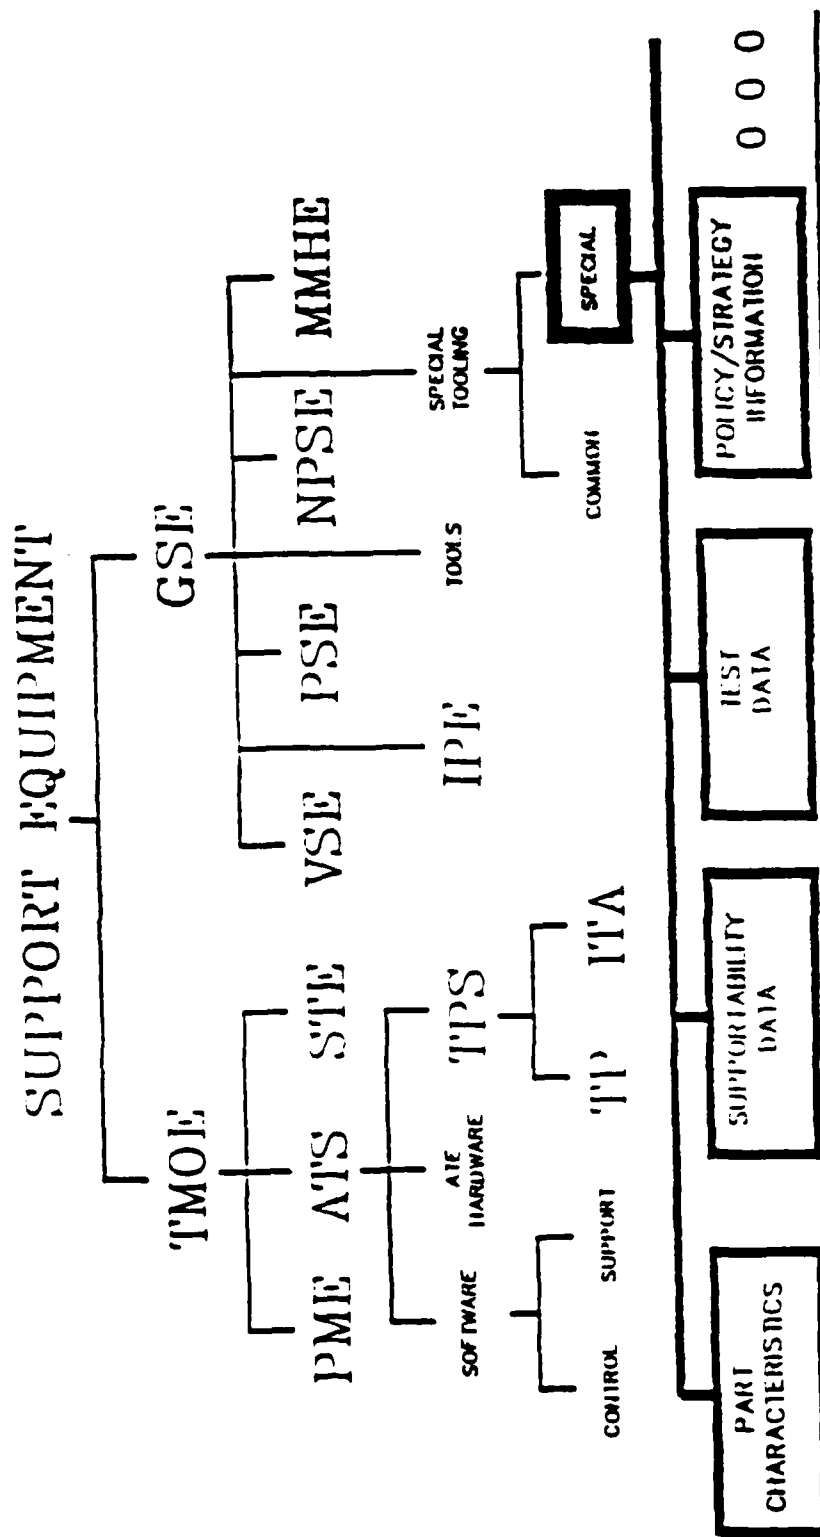 SUPPORT EQUIPMENT
TMOE
GSE
PME
ATS
STE
VSE
PSE
NPSE
MMHE
SOFTWARE
ATE
HARDWARE
TPS
IPE
TOOLS
SPECIAL
TOOLING
CONTROL
SUPPORT
TP
ITA
COMMON
SPECIAL
PART
CHARACTERISTICS
SUPPORTABILITY
DATA
TEST
DATA
POLICY/STRATEGY
INFORMATION
O O O